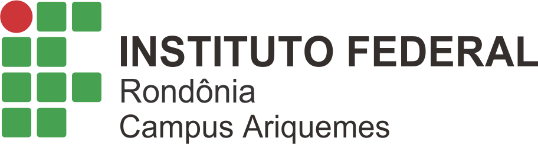 INSTITUTO FEDERAL
Rondônia
Campus Ariquemes